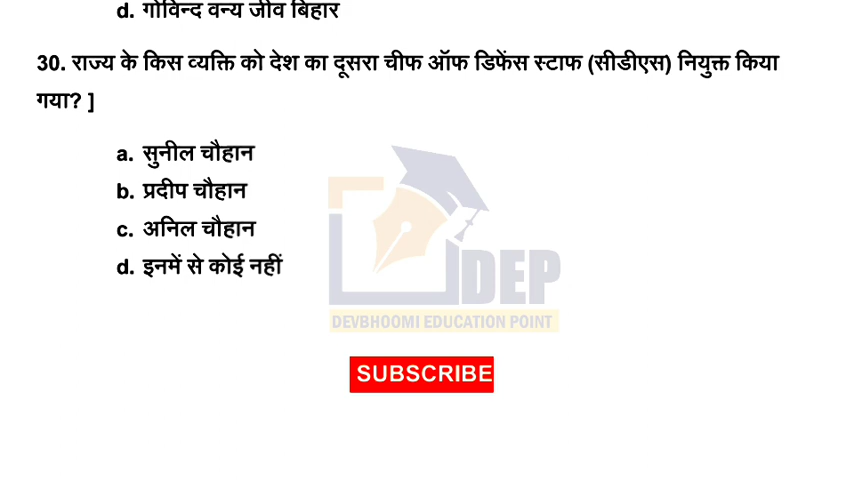 d. गोविन्द वन्य जीव बिहार
30. राज्य के किस व्यक्ति को देश का दूसरा चीफ ऑफ डिफेंस स्टाफ (सीडीएस) नियुक्त किया
गया? ]
a. सुनील चौहान
b. प्रदीप चौहान
c. अनिल चौहान
d. इनमें से कोई नहीं
DEP
DEVBHOOMI EDUCATION POINT
SUBSCRIBE